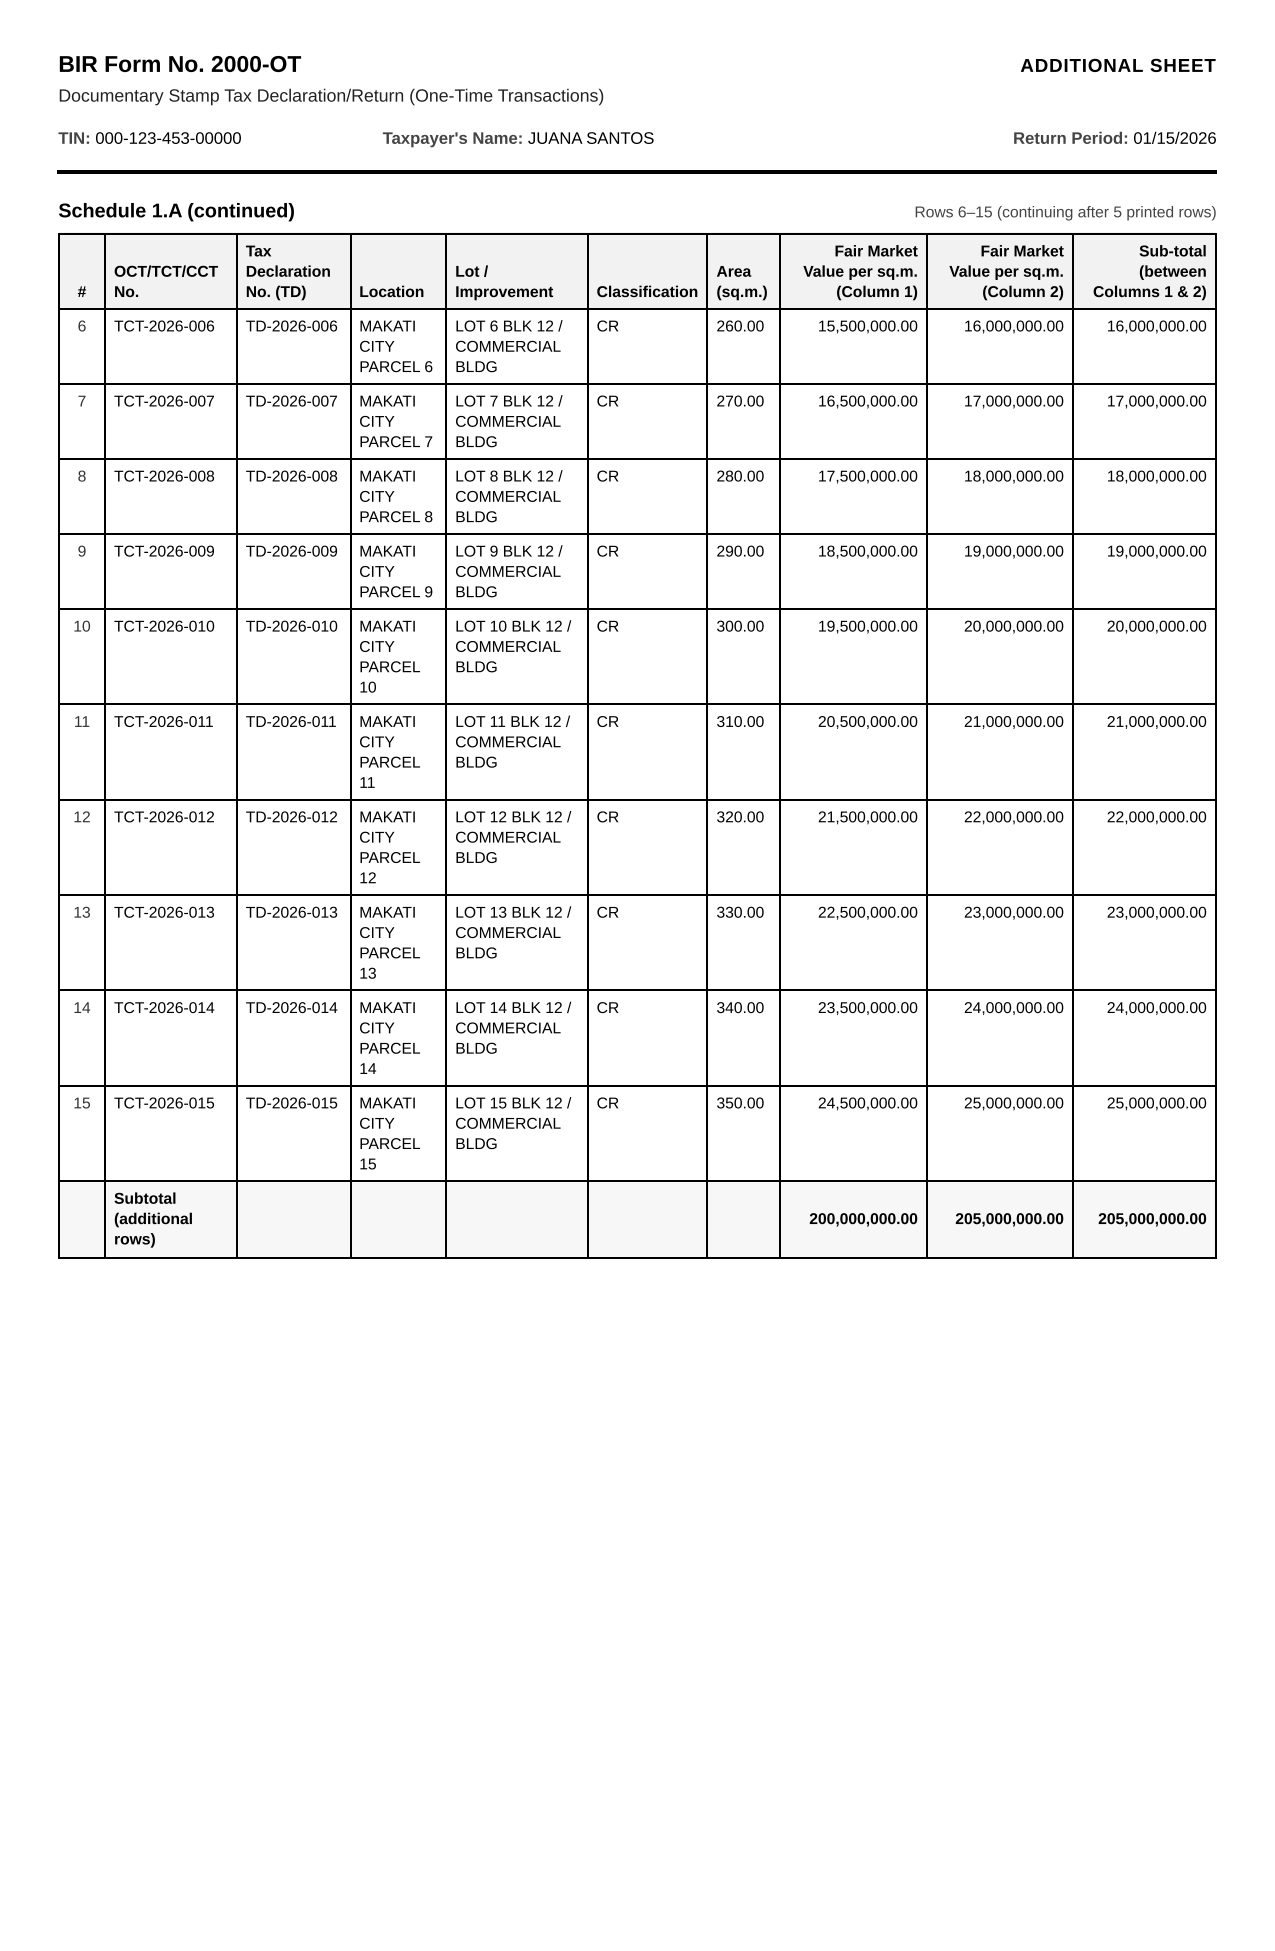 BIR Form No. 2000-OT
ADDITIONAL SHEET
Documentary Stamp Tax Declaration/Return (One-Time Transactions)
TIN: 000-123-453-00000 Taxpayer's Name: JUANA SANTOS Return Period: 01/15/2026
Schedule 1.A (continued)
Rows 6–15 (continuing after 5 printed rows)
#
OCT/TCT/CCT
No.
Tax
Declaration
No. (TD)
Location
Lot /
Improvement
Classification
Area
(sq.m.)
Fair Market
Value per sq.m.
(Column 1)
Fair Market
Value per sq.m.
(Column 2)
Sub-total
(between
Columns 1 & 2)
6 TCT-2026-006 TD-2026-006 MAKATI LOT 6 BLK 12 / CR 260.00 15,500,000.00 16,000,000.00 16,000,000.00
CITY COMMERCIAL
PARCEL 6 BLDG
7 TCT-2026-007 TD-2026-007 MAKATI LOT 7 BLK 12 / CR 270.00 16,500,000.00 17,000,000.00 17,000,000.00
CITY COMMERCIAL
PARCEL 7 BLDG
8 TCT-2026-008 TD-2026-008 MAKATI LOT 8 BLK 12 / CR 280.00 17,500,000.00 18,000,000.00 18,000,000.00
CITY COMMERCIAL
PARCEL 8 BLDG
9 TCT-2026-009 TD-2026-009 MAKATI LOT 9 BLK 12 / CR 290.00 18,500,000.00 19,000,000.00 19,000,000.00
CITY COMMERCIAL
PARCEL 9 BLDG
10 TCT-2026-010 TD-2026-010 MAKATI LOT 10 BLK 12 / CR 300.00 19,500,000.00 20,000,000.00 20,000,000.00
CITY COMMERCIAL
PARCEL BLDG
10
11 TCT-2026-011 TD-2026-011 MAKATI LOT 11 BLK 12 / CR 310.00 20,500,000.00 21,000,000.00 21,000,000.00
CITY COMMERCIAL
PARCEL BLDG
11
12 TCT-2026-012 TD-2026-012 MAKATI LOT 12 BLK 12 / CR 320.00 21,500,000.00 22,000,000.00 22,000,000.00
CITY COMMERCIAL
PARCEL BLDG
12
13 TCT-2026-013 TD-2026-013 MAKATI LOT 13 BLK 12 / CR 330.00 22,500,000.00 23,000,000.00 23,000,000.00
CITY COMMERCIAL
PARCEL BLDG
13
14 TCT-2026-014 TD-2026-014 MAKATI LOT 14 BLK 12 / CR 340.00 23,500,000.00 24,000,000.00 24,000,000.00
CITY COMMERCIAL
PARCEL BLDG
14
15 TCT-2026-015 TD-2026-015 MAKATI LOT 15 BLK 12 / CR 350.00 24,500,000.00 25,000,000.00 25,000,000.00
CITY COMMERCIAL
PARCEL BLDG
15
Subtotal
(additional
rows)
200,000,000.00 205,000,000.00 205,000,000.00